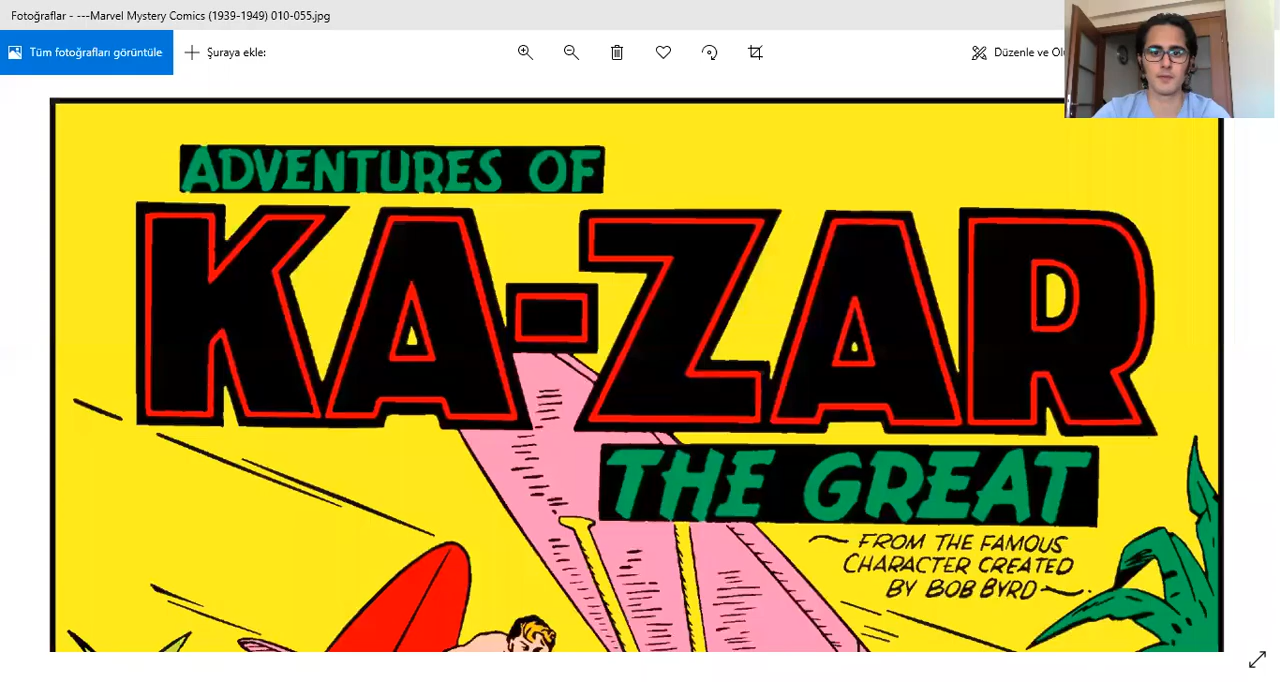 Fotoğraflar - ---Marvel Mystery Comics (1939-1949) 010-055.jpg
Tüm fotoğrafları görüntüle
Şuraya ekle:
Düzenle ve
ADVENTURES OF
KA-ZAR
THE GREAT
FROM THE FAMOUS
CHARACTER CREATED
BY BOB BYRD